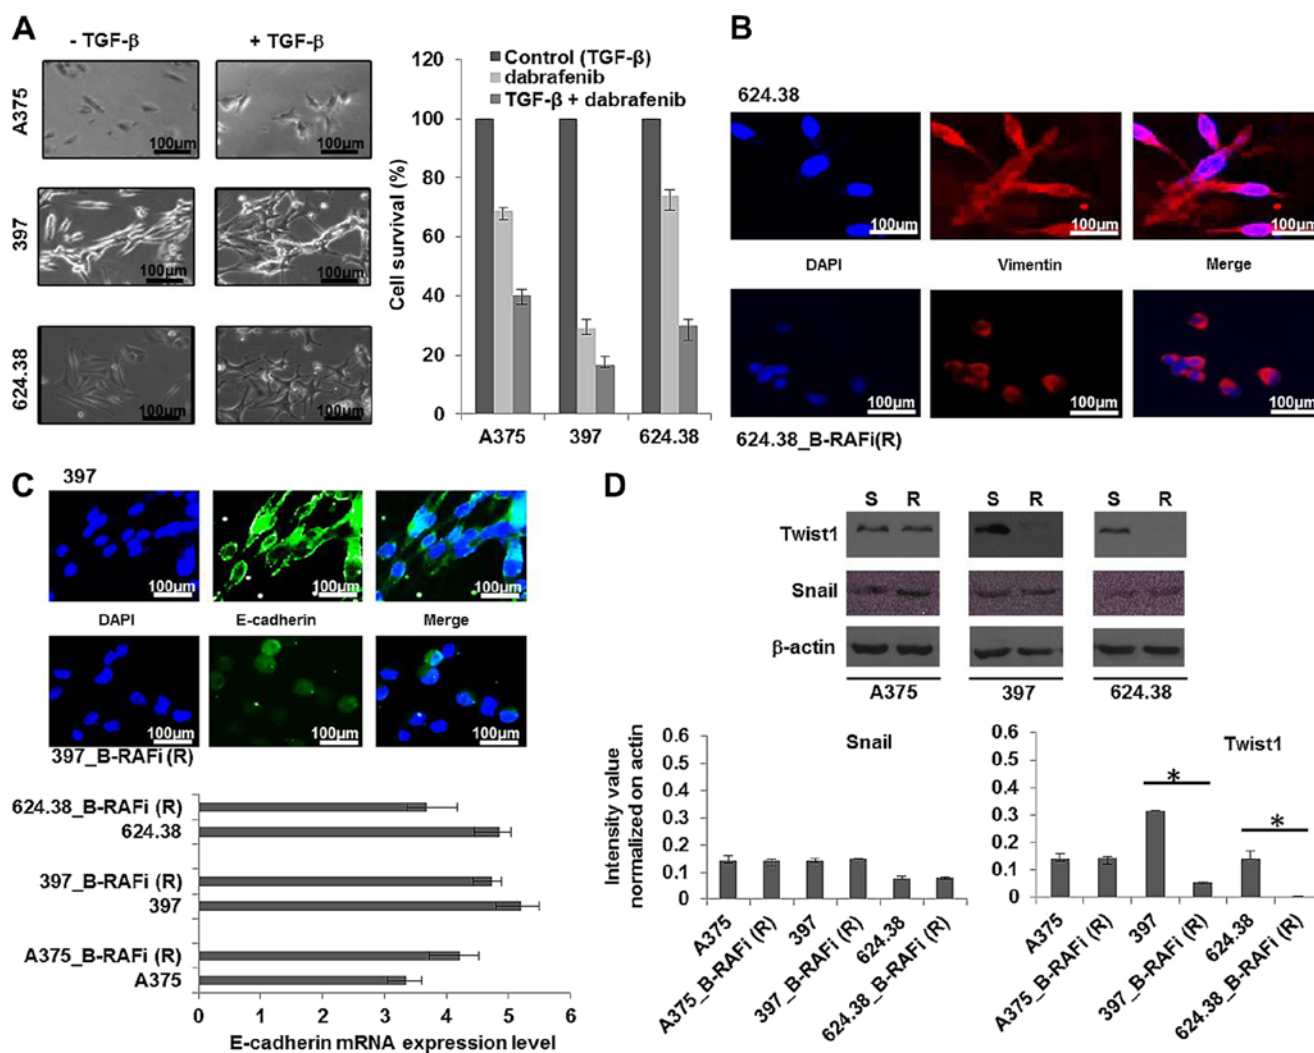 A
- TGF-β
+ TGF-β
A375
100μm
100μm
397
100μm
100μm
624.38
100μm
100μm
Cell survival (%)
120
100
80
60
40
20
0
Control (TGF-β)
dabrafenib
TGF-β + dabrafenib
A375
397
624.38
B
624.38
100μm
100μm
100μm
DAPI
Vimentin
Merge
100μm
100μm
100μm
624.38_B-RAFi(R)
C
397
100μm
100μm
100μm
DAPI
E-cadherin
Merge
100μm
100μm
100μm
397_B-RAFi (R)
624.38_B-RAFi (R)
624.38
397_B-RAFi (R)
397
A375_B-RAFi (R)
A375
0 1 2 3 4 5 6
E-cadherin mRNA expression level
D
S R S R S R
Twist1
Snail
β-actin
A375 397 624.38
Intensity value
normalized on actin
Snail
0.6
0.5
0.4
0.3
0.2
0.1
0
A375
A375_B-RAFi (R)
397
397_B-RAFi (R)
624.38
624.38_B-RAFi (R)
Twist1
0.6
0.5
0.4
0.3
0.2
0.1
0
*
*
A375
A375_B-RAFi (R)
397
397_B-RAFi (R)
624.38
624.38_B-RAFi (R)